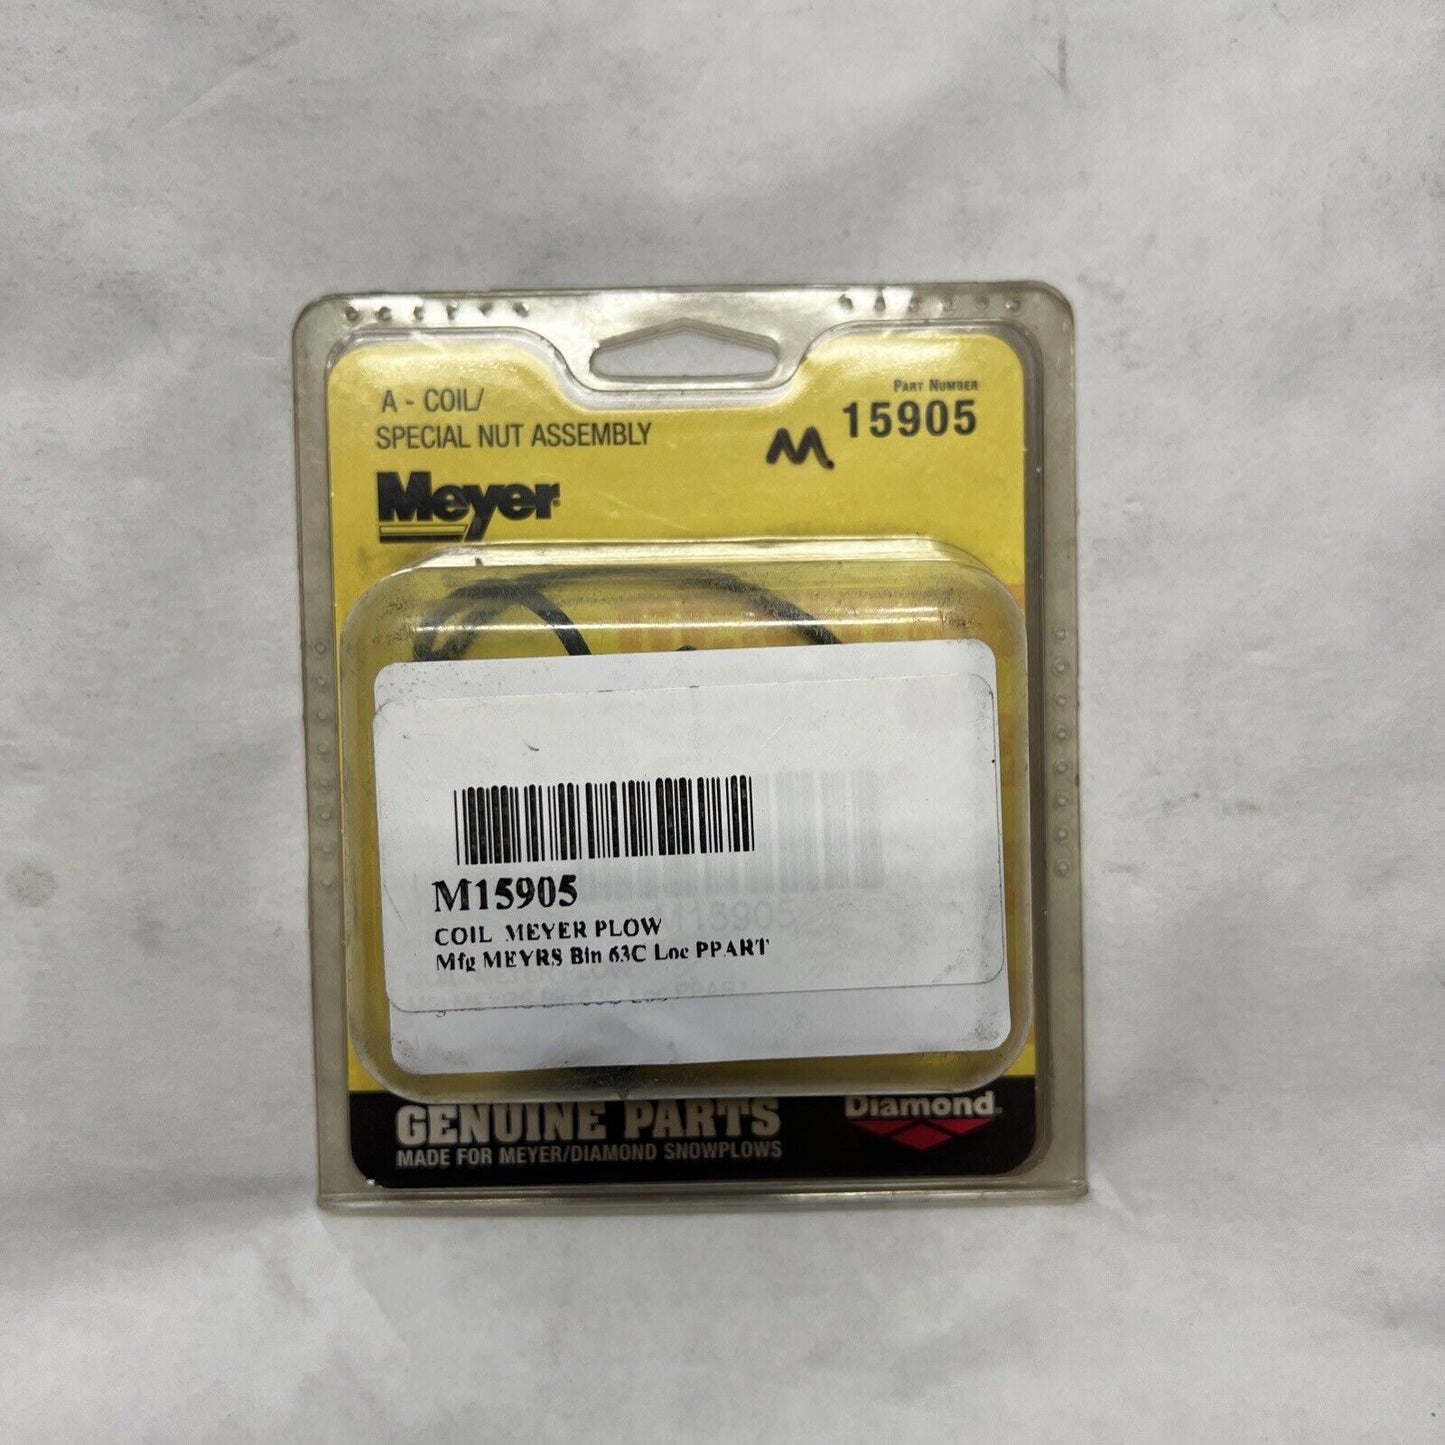 A - COIL/
SPECIAL NUT ASSEMBLY
PART NUMBER
15905
Meyer
M15905
COIL MEYER PLOW
Mfg MEYRS Bin 63C Loc PPART
M15905
GENUINE PARTS
MADE FOR MEYER/DIAMOND SNOWPLOWS
Diamond